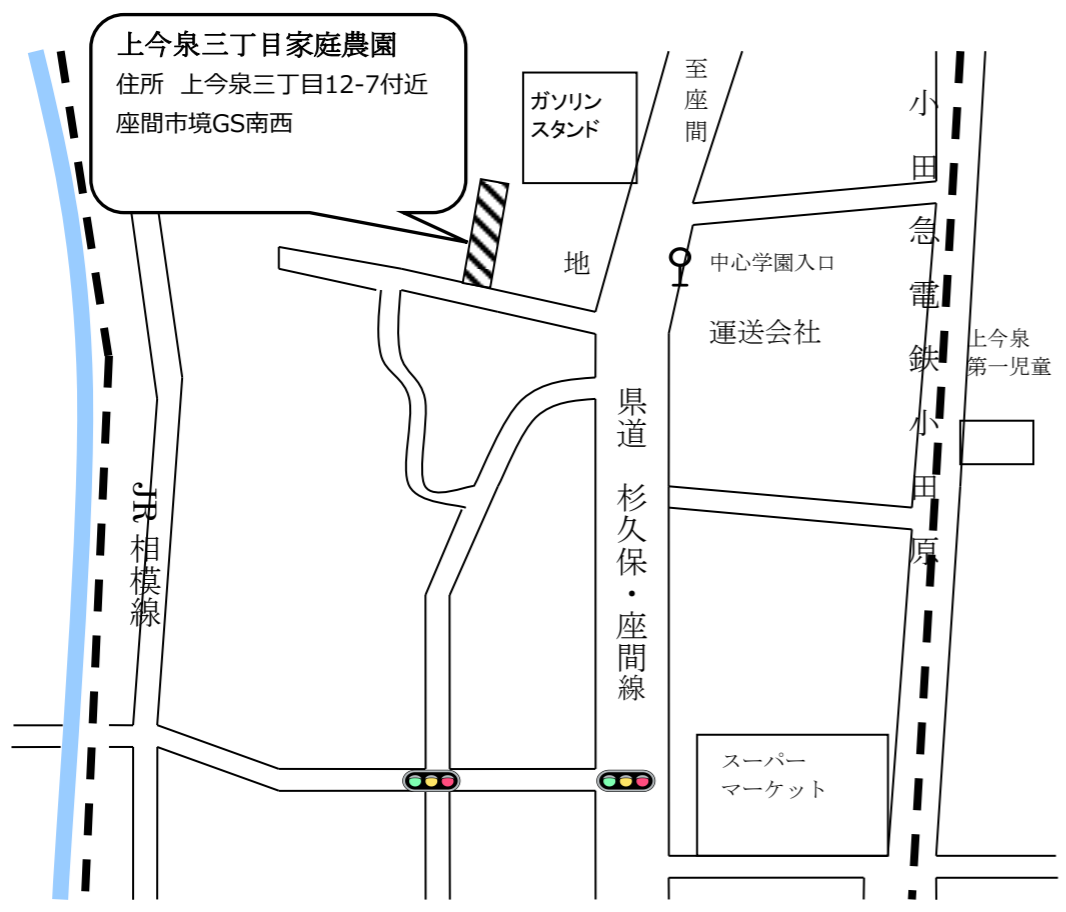 上今泉三丁目家庭農園
住所 上今泉三丁目12-7付近
座間市境GS南西
ガソリン
スタンド
至座間
地
中心学園入口
運送会社
小田急電鉄小田原
上今泉
第一児童
県道 杉久保・座間線
JR相模線
スーパー
マーケット